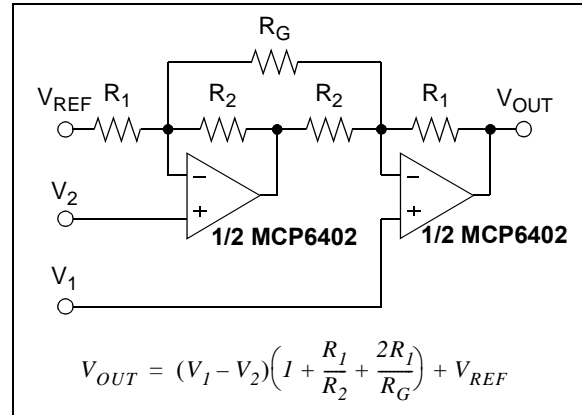 R_G
V_REF R_1 R_2 R_2 R_1 V_OUT
V_2 − + 1/2 MCP6402 − + 1/2 MCP6402
V_1
V_OUT = (V_1 – V_2)(1 + R_1/R_2 + 2R_1/R_G) + V_REF